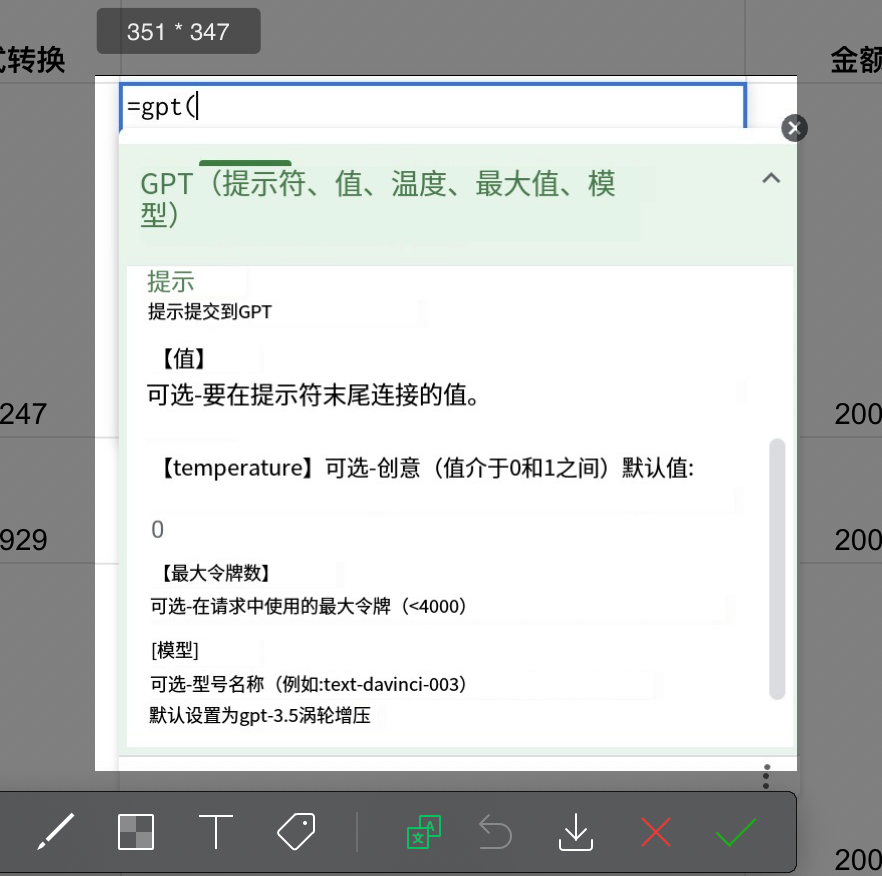 351 * 347
式转换
金额
=gpt(
GPT（提示符、值、温度、最大值、模
型）
提示
提示提交到GPT
【值】
可选-要在提示符末尾连接的值。
247
200
【temperature】可选-创意（值介于0和1之间）默认值:
0
929
200
【最大令牌数】
可选-在请求中使用的最大令牌（<4000）
[模型]
可选-型号名称（例如:text-davinci-003）
默认设置为gpt-3.5涡轮增压
T
文A
200